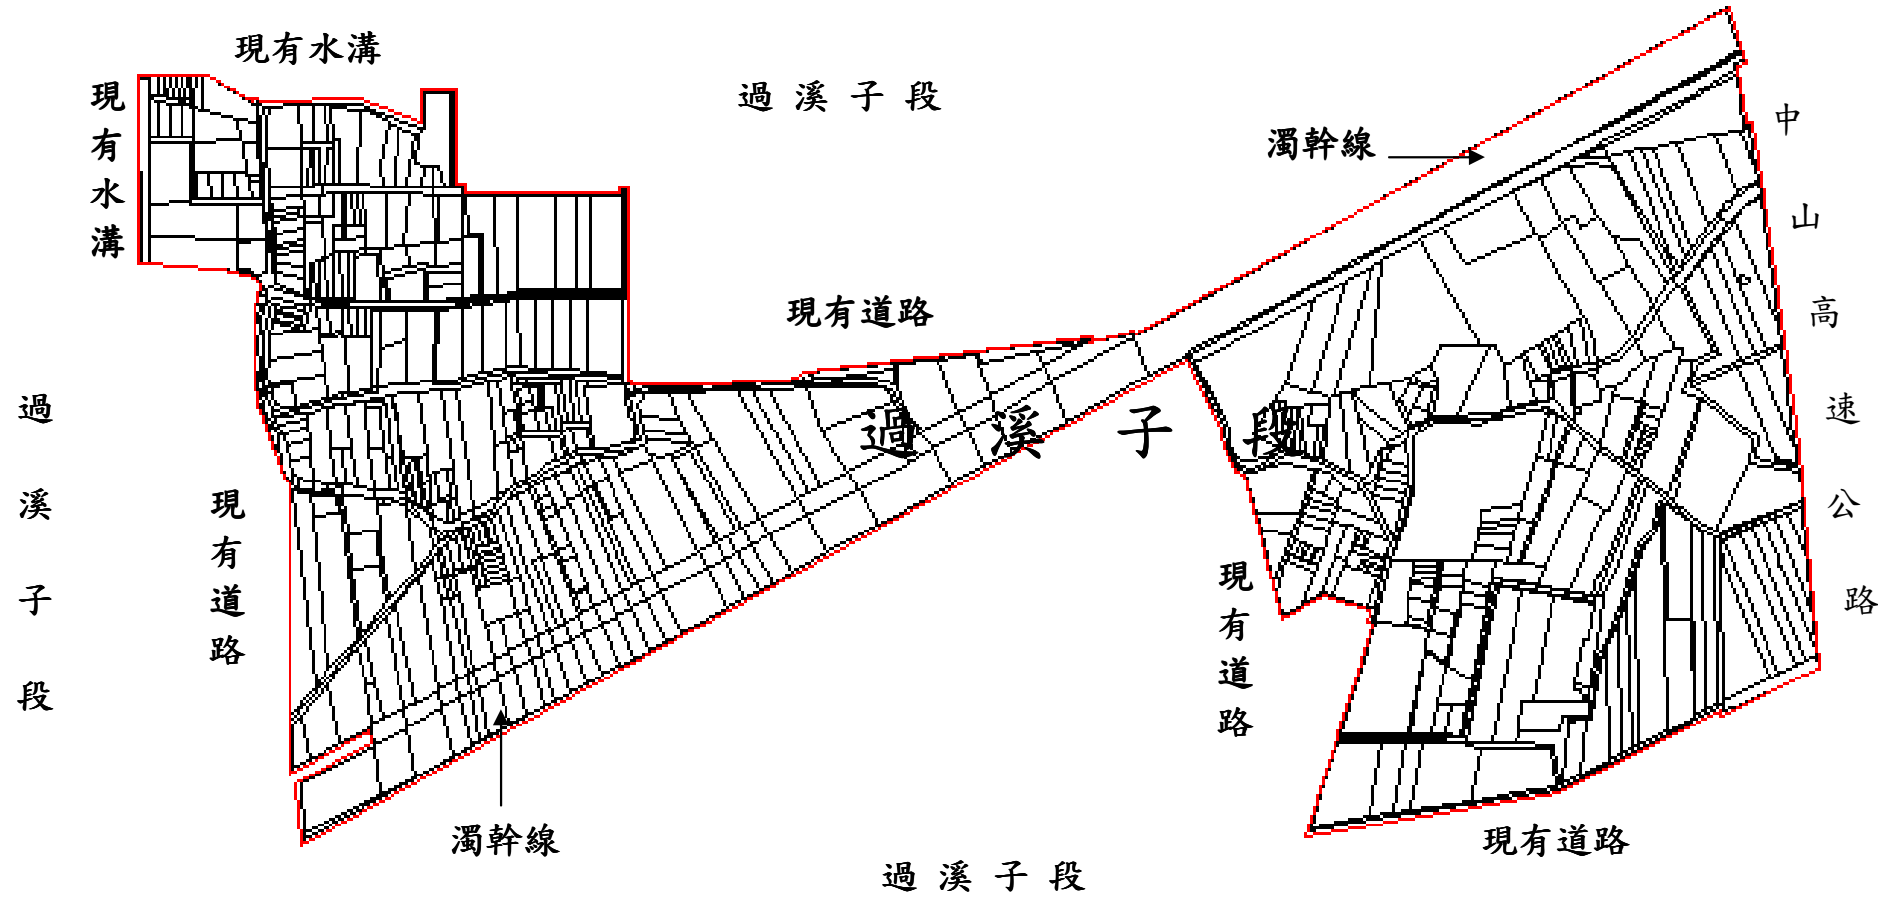 現有水溝
現有水溝
過溪子段
濁幹線
中山高速公路
現有道路
過溪子段
過溪子段
現有道路
現有道路
濁幹線
現有道路
過溪子段